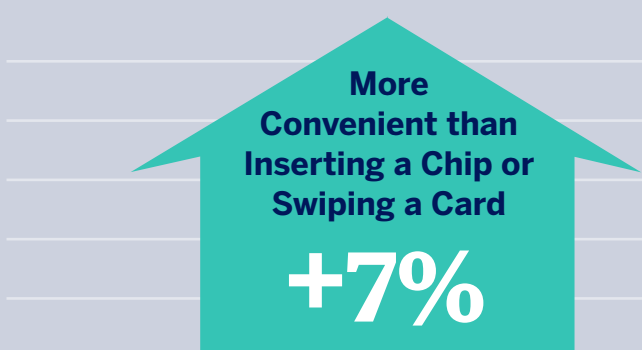 More
Convenient than
Inserting a Chip or
Swiping a Card
+7%